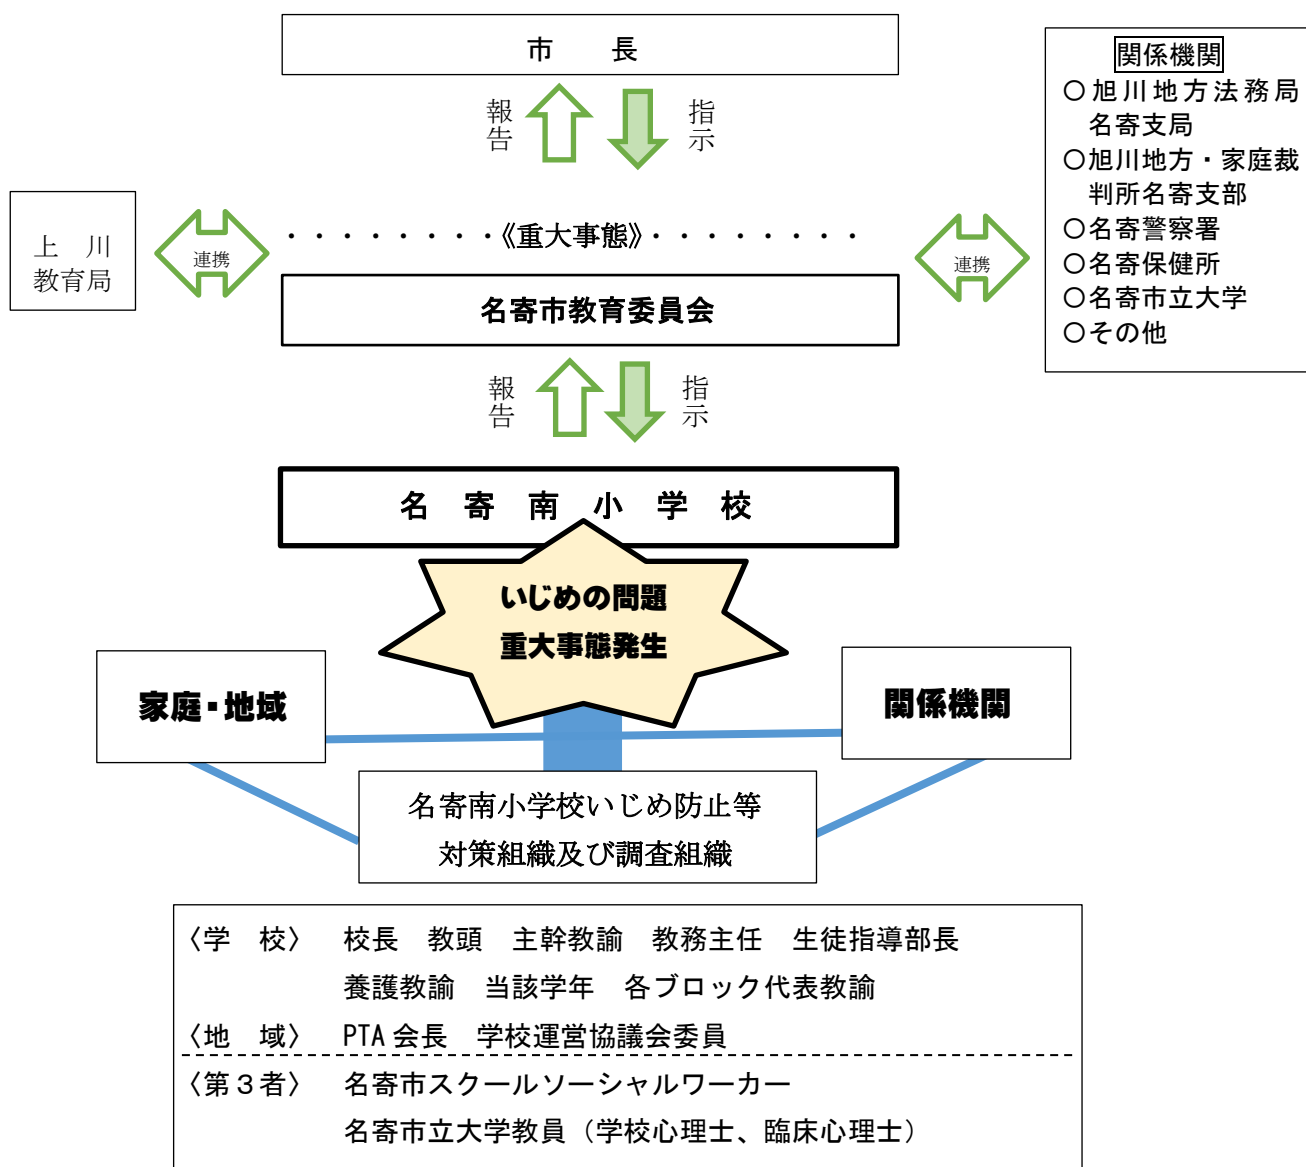 市　　長
報告
指示
関係機関
〇旭川地方法務局
名寄支局
〇旭川地方・家庭裁
判所名寄支部
〇名寄警察署
〇名寄保健所
〇名寄市立大学
〇その他
上　川
教育局
連携
・・・・・・・・《重大事態》・・・・・・・・
連携
名寄市教育委員会
報告
指示
名　寄　南　小　学　校
いじめの問題
重大事態発生
家庭・地域
関係機関
名寄南小学校いじめ防止等
対策組織及び調査組織
〈学　校〉　校長　教頭　主幹教諭　教務主任　生徒指導部長
養護教諭　当該学年　各ブロック代表教諭
〈地　域〉　PTA会長　学校運営協議会委員
〈第３者〉　名寄市スクールソーシャルワーカー
名寄市立大学教員（学校心理士、臨床心理士）